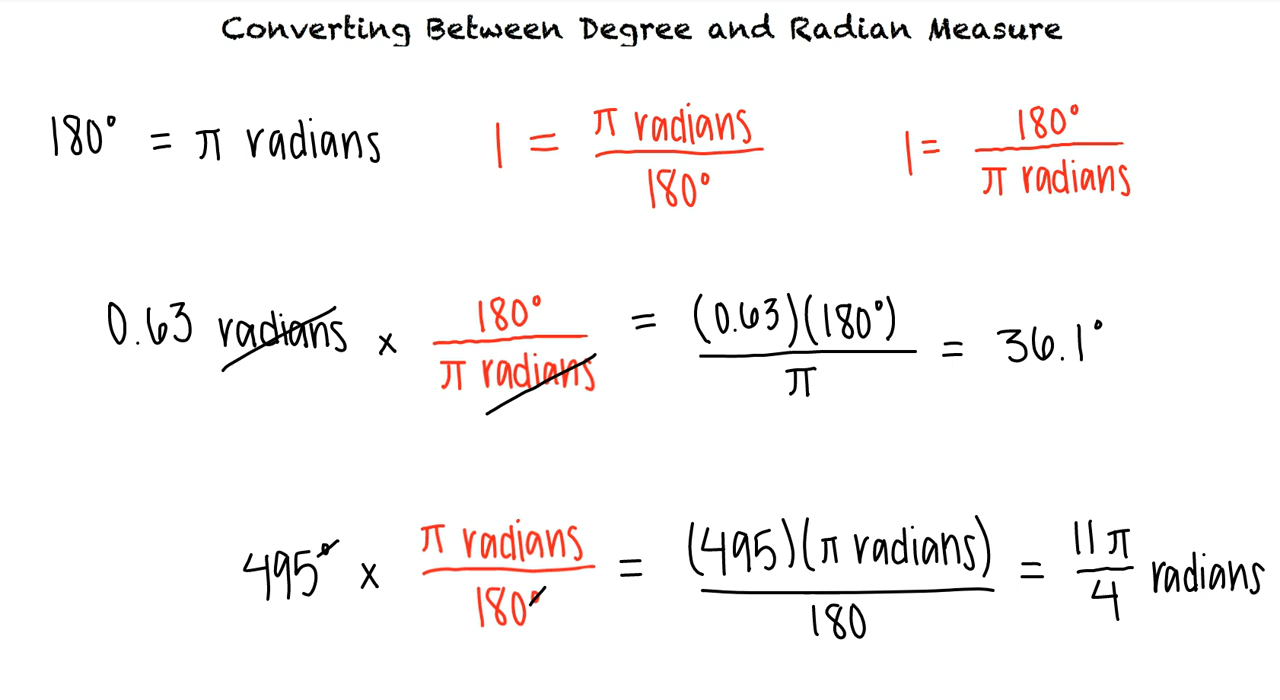 Converting Between Degree and Radian Measure
180° = π radians 1 = π radians / 180° 1 = 180° / π radians
0.63 radians × 180° / π radians = (0.63)(180°) / π = 36.1°
495° × π radians / 180° = (495)(π radians) / 180 = 11π / 4 radians